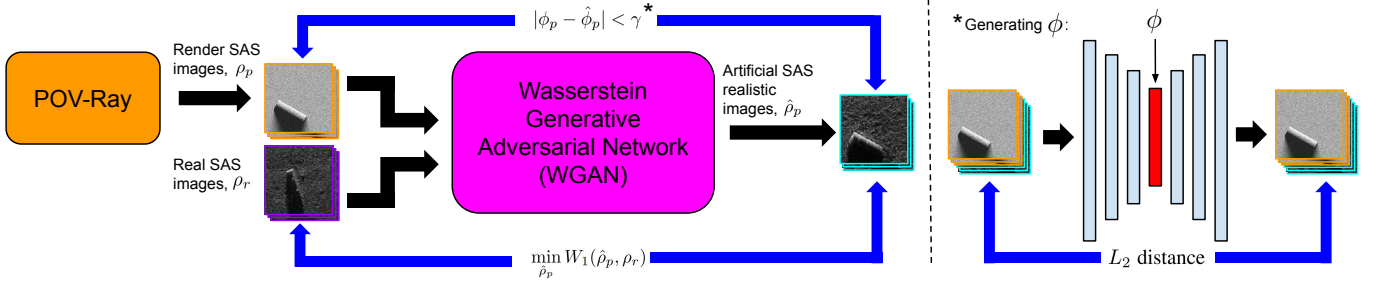 |ϕ_p − ϕ̂_p| < γ*
POV-Ray
Render SAS
images, ρ_p
Real SAS
images, ρ_r
Wasserstein
Generative
Adversarial Network
(WGAN)
Artificial SAS
realistic
images, ρ̂_p
min W_1(ρ̂_p, ρ_r)
ρ̂_p
*Generating ϕ:
ϕ
L_2 distance